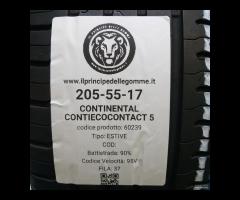 www.ilprincipedellegomme.it
205-55-17
CONTINENTAL
CONTIECOCONTACT 5
codice prodotto: 60239
Tipo: ESTIVE
COD:
Battistrada: 90%
Codice Velocità: 95V
FILA: 37